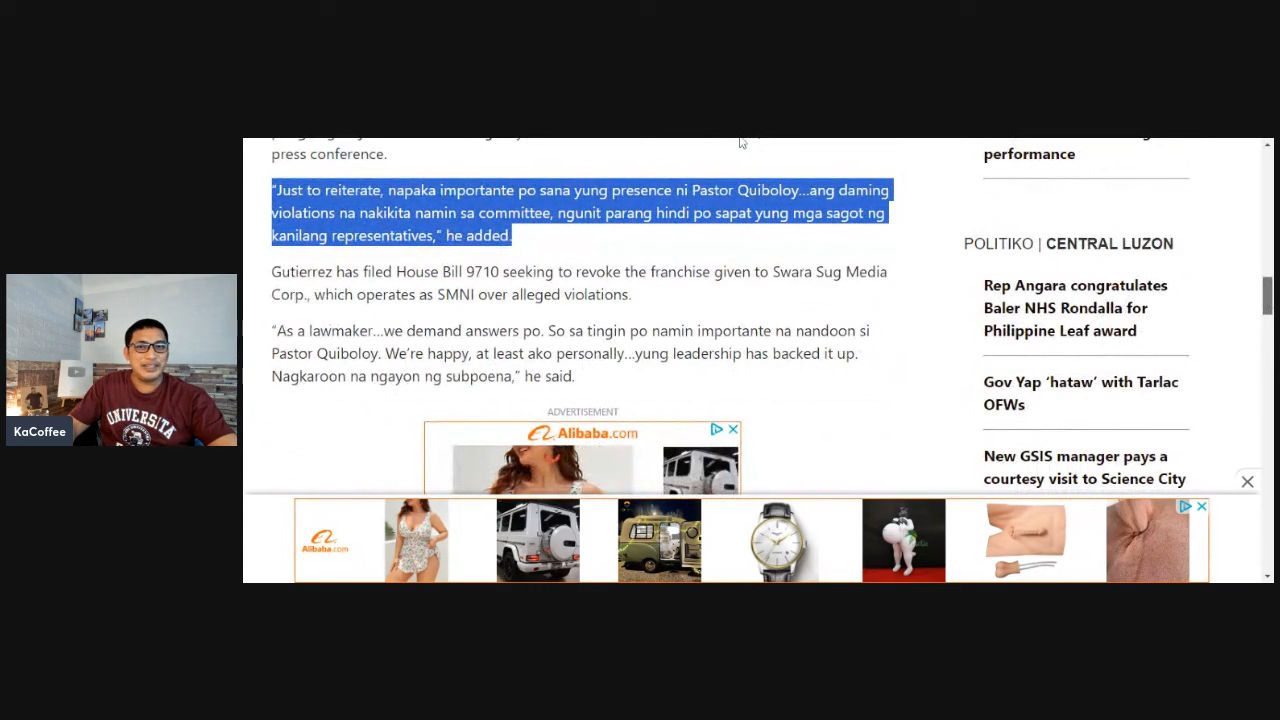 press conference.
“Just to reiterate, napaka importante po sana yung presence ni Pastor Quiboloy…ang daming
violations na nakikita namin sa committee, ngunit parang hindi po sapat yung mga sagot ng
kanilang representatives,” he added.
Gutierrez has filed House Bill 9710 seeking to revoke the franchise given to Swara Sug Media
Corp., which operates as SMNI over alleged violations.
“As a lawmaker…we demand answers po. So sa tingin po namin importante na nandoon si
Pastor Quiboloy. We’re happy, at least ako personally…yung leadership has backed it up.
Nagkaroon na ngayon ng subpoena,” he said.
ADVERTISEMENT
Alibaba.com
performance
POLITIKO | CENTRAL LUZON
Rep Angara congratulates
Baler NHS Rondalla for
Philippine Leaf award
Gov Yap ‘hataw’ with Tarlac
OFWs
New GSIS manager pays a
courtesy visit to Science City
UNIVERSITA
KaCoffee
Alibaba.com